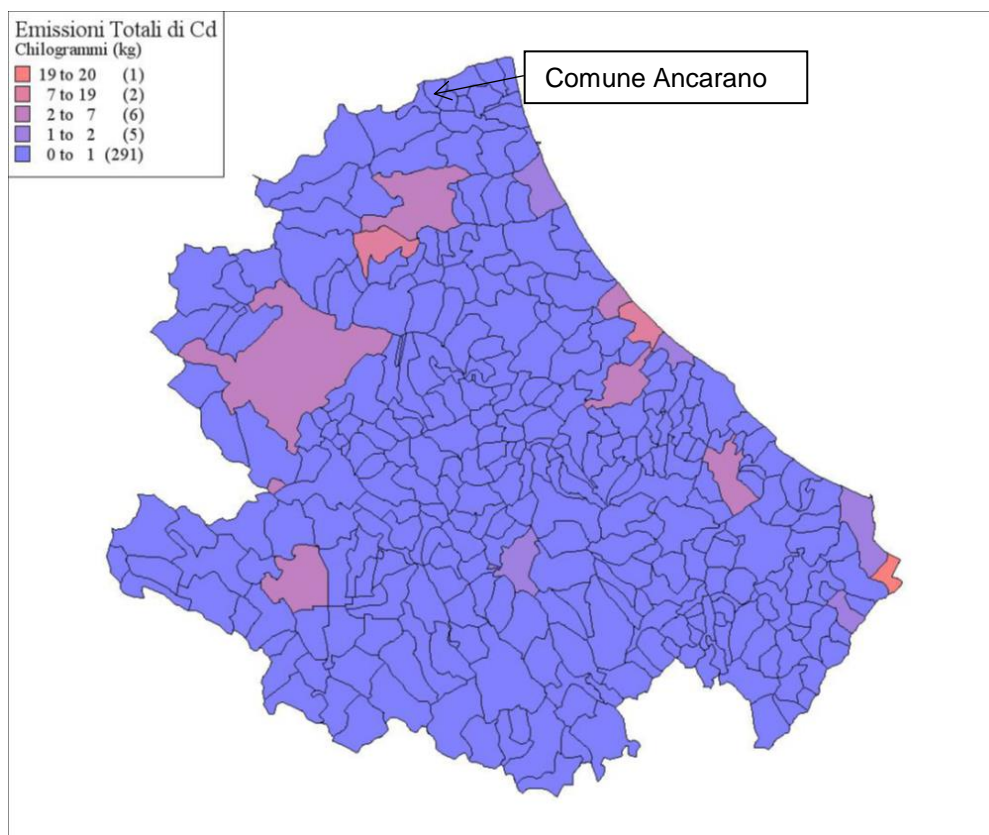 Emissioni Totali di Cd
Chilogrammi (kg)
19 to 20 (1)
7 to 19 (2)
2 to 7 (6)
1 to 2 (5)
0 to 1 (291)
Comune Ancarano